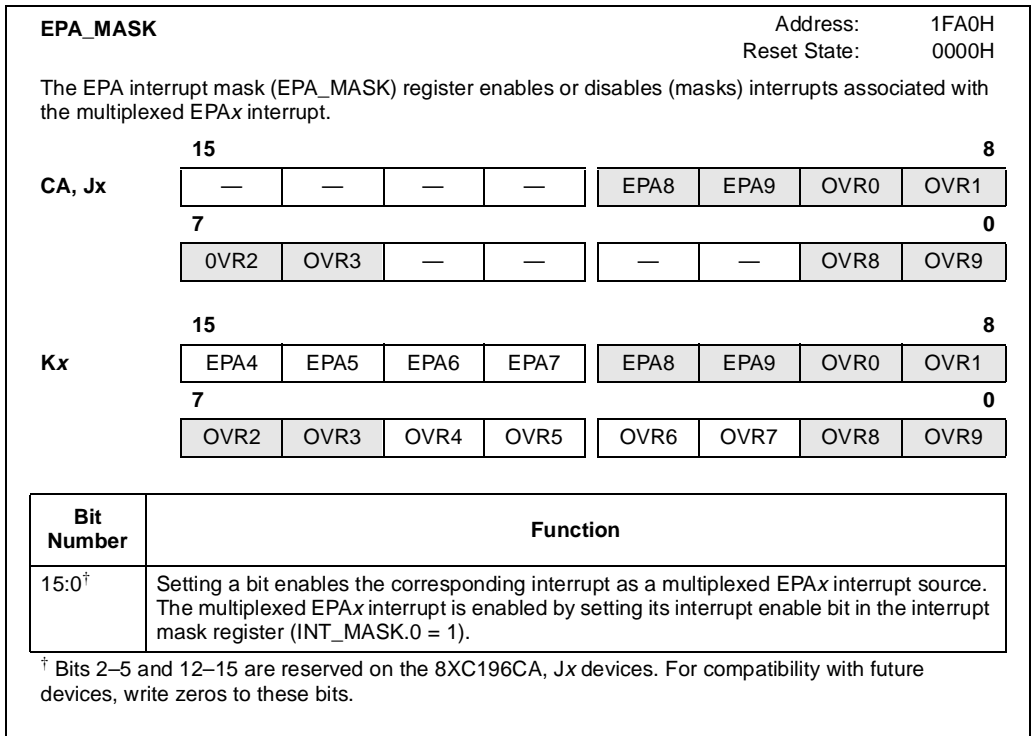 EPA_MASK Address: 1FA0H
Reset State: 0000H
The EPA interrupt mask (EPA_MASK) register enables or disables (masks) interrupts associated with
the multiplexed EPAx interrupt.
15 8
CA, Jx — — — — EPA8 EPA9 OVR0 OVR1
7 0
0VR2 OVR3 — — — — OVR8 OVR9
15 8
Kx EPA4 EPA5 EPA6 EPA7 EPA8 EPA9 OVR0 OVR1
7 0
OVR2 OVR3 OVR4 OVR5 OVR6 OVR7 OVR8 OVR9
Bit
Number
Function
15:0†
Setting a bit enables the corresponding interrupt as a multiplexed EPAx interrupt source.
The multiplexed EPAx interrupt is enabled by setting its interrupt enable bit in the interrupt
mask register (INT_MASK.0 = 1).
† Bits 2–5 and 12–15 are reserved on the 8XC196CA, Jx devices. For compatibility with future
devices, write zeros to these bits.